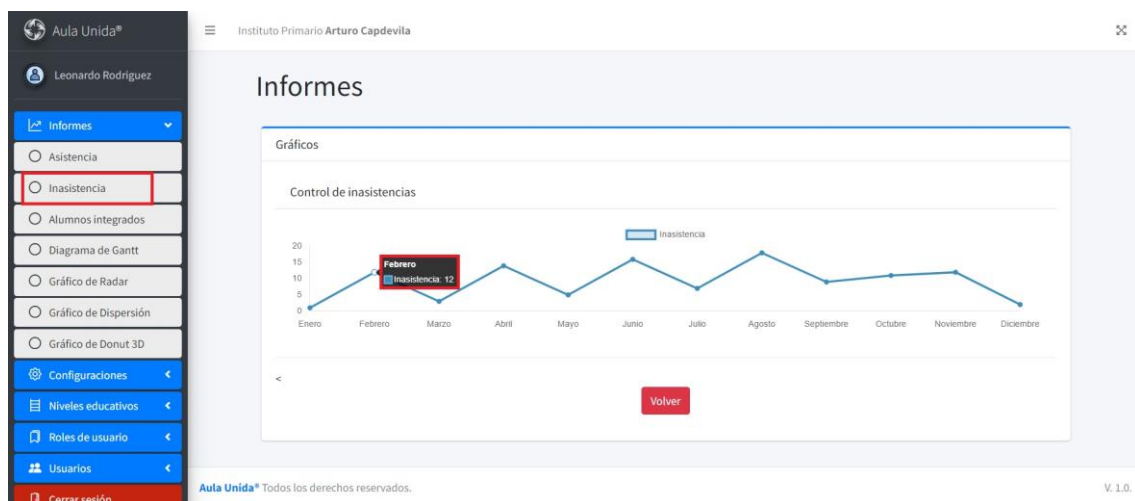 Aula Unida®
Instituto Primario Arturo Capdevila
Leonardo Rodriguez
Informes
Asistencia
Inasistencia
Alumnos integrados
Diagrama de Gantt
Gráfico de Radar
Gráfico de Dispersión
Gráfico de Donut 3D
Configuraciones
Niveles educativos
Roles de usuario
Usuarios
Cerrar sesión
Informes
Gráficos
Control de inasistencias
Inasistencia
20
15
10
5
0
Febrero
Inasistencia: 12
Enero Febrero Marzo Abril Mayo Junio Julio Agosto Septiembre Octubre Noviembre Diciembre
<
Volver
Aula Unida® Todos los derechos reservados.
V. 1.0.